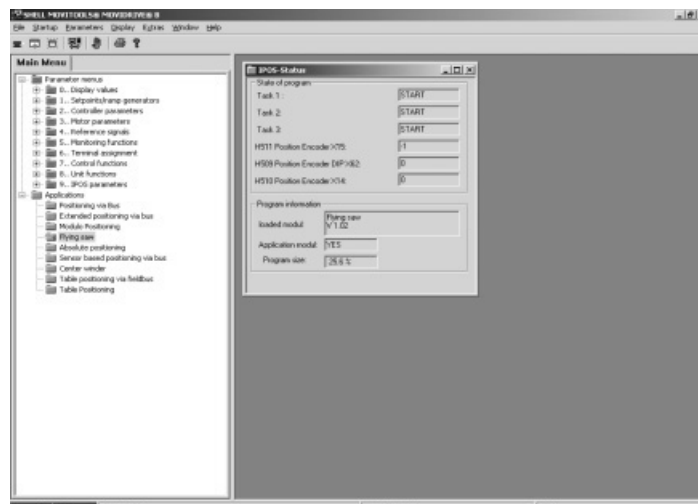 SHELL MOVITOOLS® MOVIDRIVE® B
File Startup Parameters Display Extras Window Help
Main Menu
Parameter menus
0.. Display values
1.. Setpoints/ramp generators
2.. Controller parameters
3.. Motor parameters
4.. Reference signals
5.. Monitoring functions
6.. Terminal assignment
7.. Control functions
8.. Unit functions
9.. IPOS parameters
Applications
Positioning via Bus
Extended positioning via bus
Modulo Positioning
Flying saw
Absolute positioning
Sensor based positioning via bus
Center winder
Table positioning via fieldbus
Table Positioning
IPOS-Status
State of program
Task 1 : START
Task 2: START
Task 3: START
H511 Position Encoder X15: -1
H509 Position Encoder DIP X62: 0
H510 Position Encoder X14: 0
Program information
loaded modul: Flying saw
V 1.02
Application modul: YES
Program size: 25.6 %